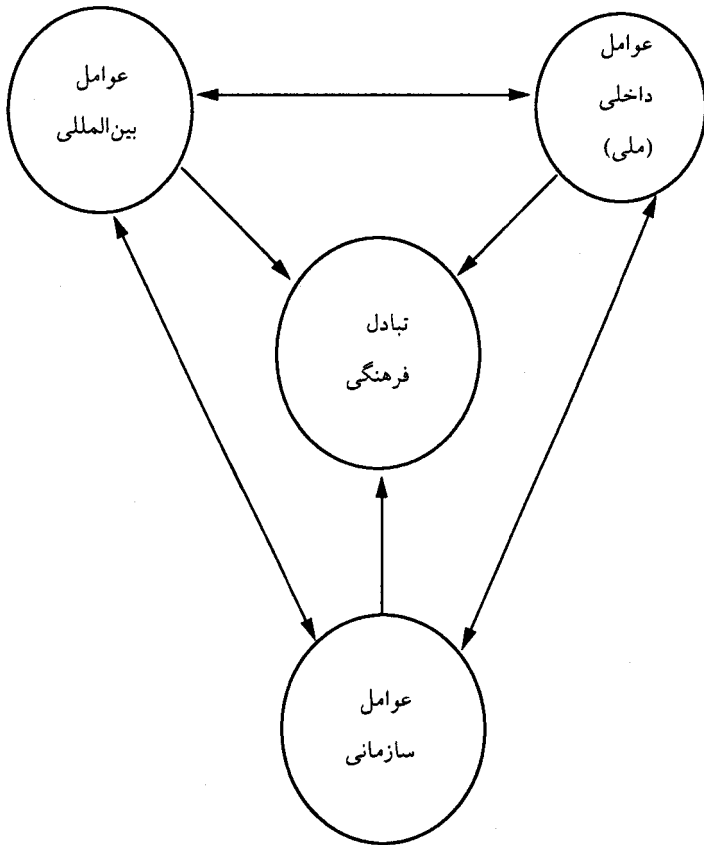 عوامل
داخلی
(ملی)
عوامل
بین‌المللی
تبادل
فرهنگی
عوامل
سازمانی